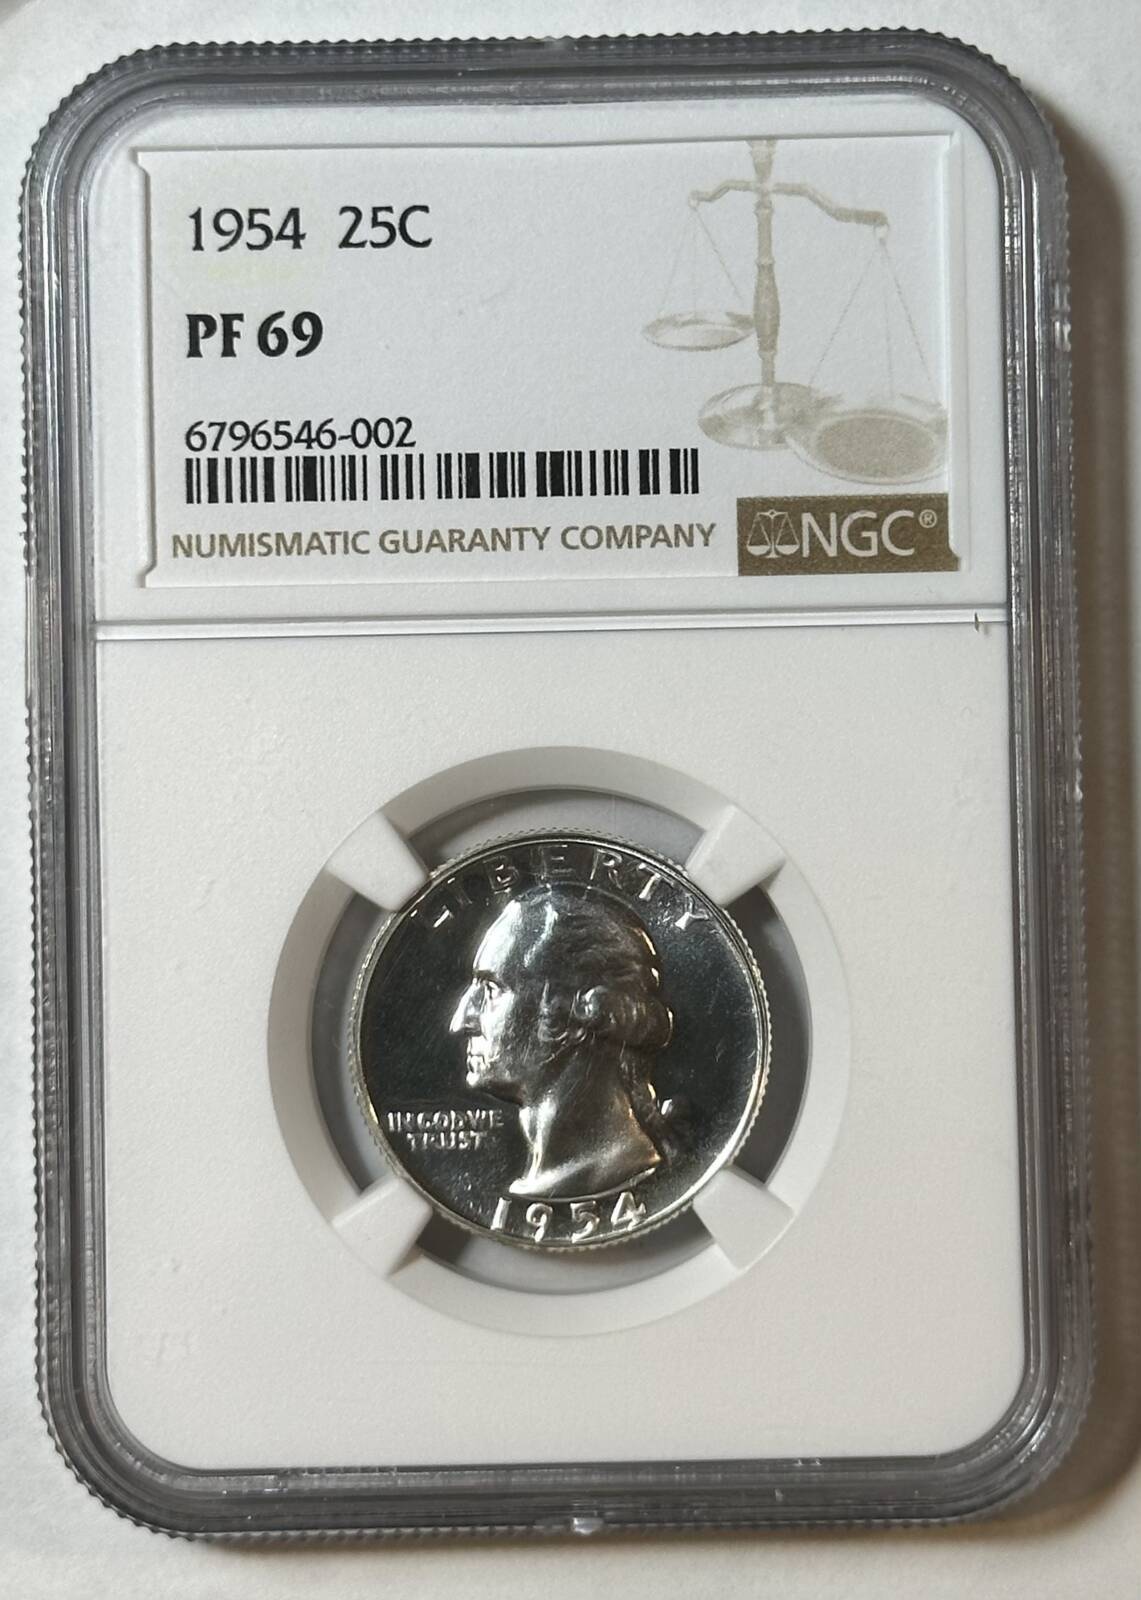 1954 25C
PF 69
6796546-002
NUMISMATIC GUARANTY COMPANY
NGC®
LIBERTY
IN GOD WE
TRUST
1954